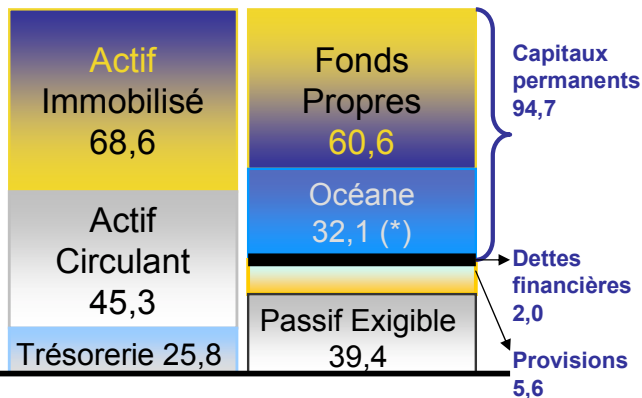 Actif
Immobilisé
68,6
Actif
Circulant
45,3
Trésorerie 25,8
Fonds
Propres
60,6
Océane
32,1 (*)
Passif Exigible
39,4
Capitaux
permanents
94,7
Dettes
financières
2,0
Provisions
5,6